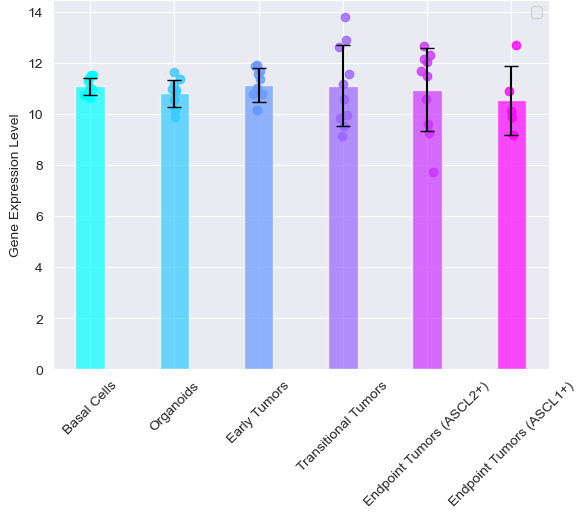 Gene Expression Level
14
12
10
8
6
4
2
0
Basal Cells
Organoids
Early Tumors
Transitional Tumors
Endpoint Tumors (ASCL2+)
Endpoint Tumors (ASCL1+)